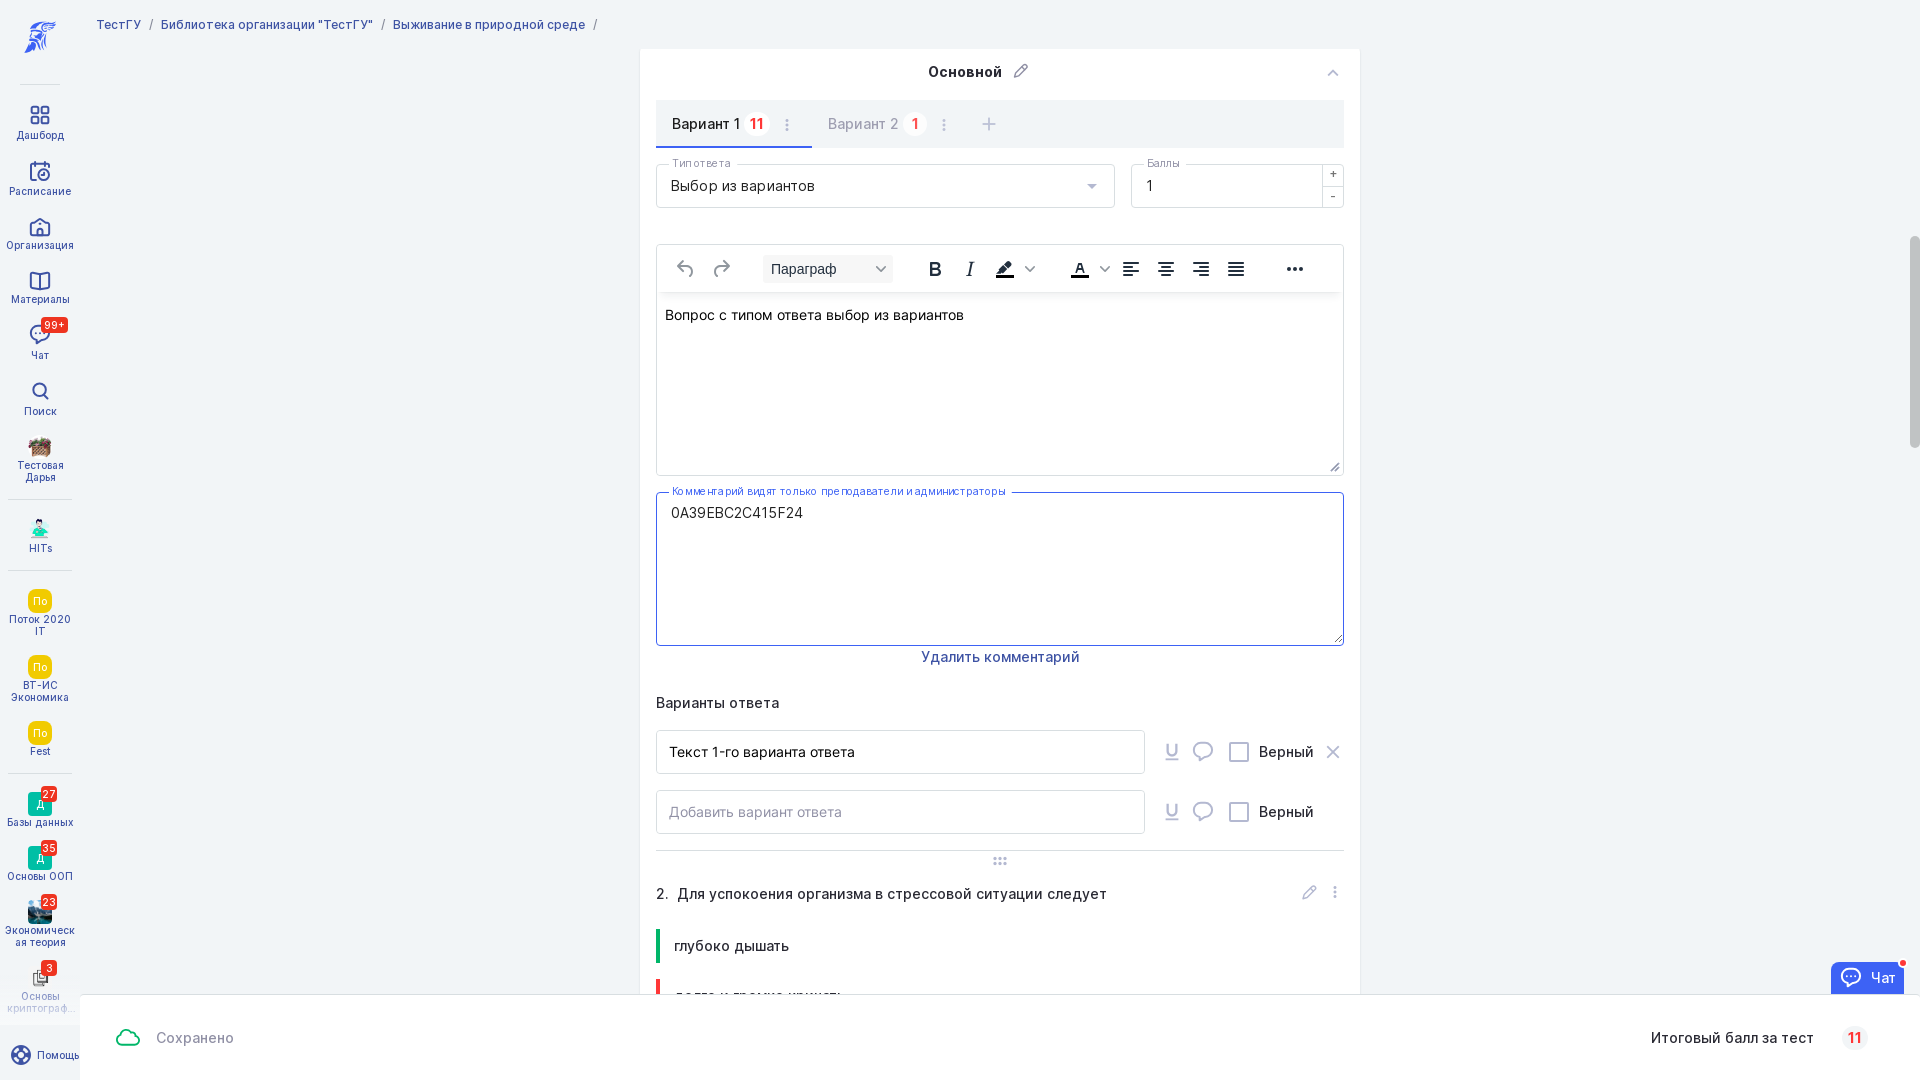 ТестГУ / Библиотека организации "ТестГУ" / Выживание в природной среде /
Дашборд
Расписание
Организация
Материалы
99+
Чат
Поиск
Тестовая
Дарья
HITs
По
Поток 2020
IT
По
ВТ-ИС
Экономика
По
Fest
27
Д
Базы данных
35
Д
Основы ООП
23
Экономическ
ая теория
3
Основы
криптограф...
Помощь
Основной
Вариант 1 11
Вариант 2 1
Тип ответа
Выбор из вариантов
Баллы
1
+
-
Параграф
B I A
Вопрос с типом ответа выбор из вариантов
Комментарий видят только преподаватели и администраторы
0A39EBC2C415F24
Удалить комментарий
Варианты ответа
Текст 1-го варианта ответа
U
Верный
Добавить вариант ответа
U
Верный
2. Для успокоения организма в стрессовой ситуации следует
глубоко дышать
Чат
Сохранено
Итоговый балл за тест 11